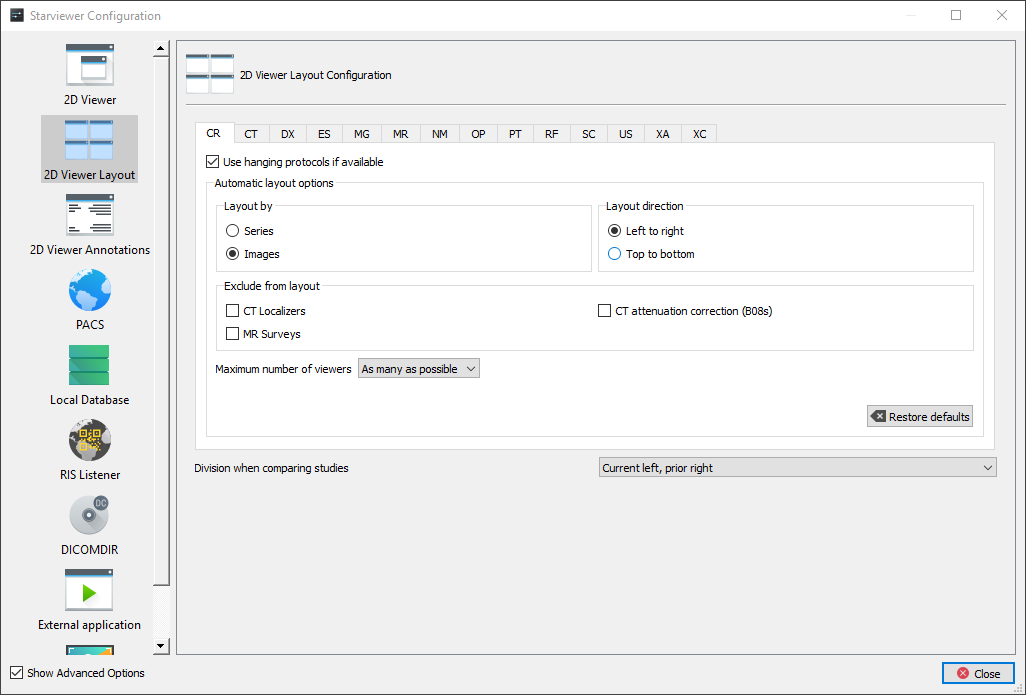 Starviewer Configuration
2D Viewer
2D Viewer Layout
2D Viewer Annotations
PACS
Local Database
RIS Listener
DC
DICOMDIR
External application
Show Advanced Options
2D Viewer Layout Configuration
CR CT DX ES MG MR NM OP PT RF SC US XA XC
Use hanging protocols if available
Automatic layout options
Layout by
Series
Images
Layout direction
Left to right
Top to bottom
Exclude from layout
CT Localizers
CT attenuation correction (B08s)
MR Surveys
Maximum number of viewers As many as possible
Restore defaults
Division when comparing studies Current left, prior right
Close